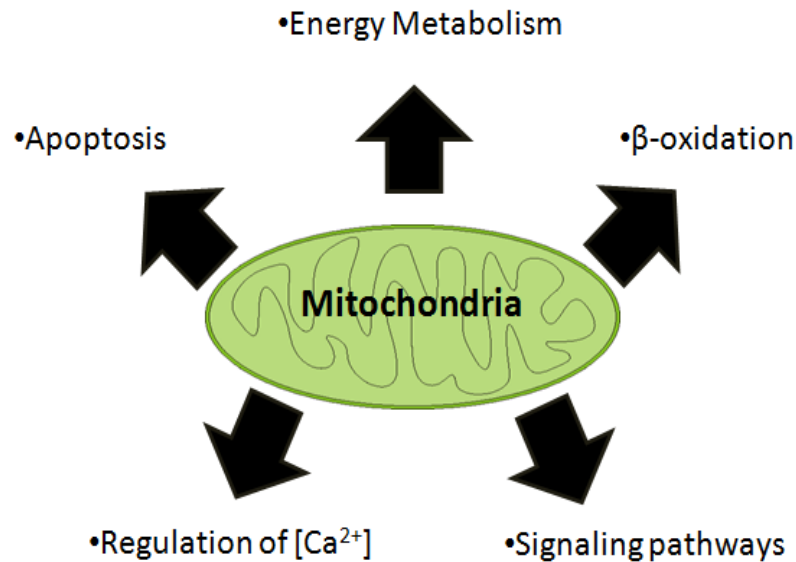 •Energy Metabolism
•Apoptosis
•β-oxidation
Mitochondria
•Regulation of [Ca²⁺]
•Signaling pathways